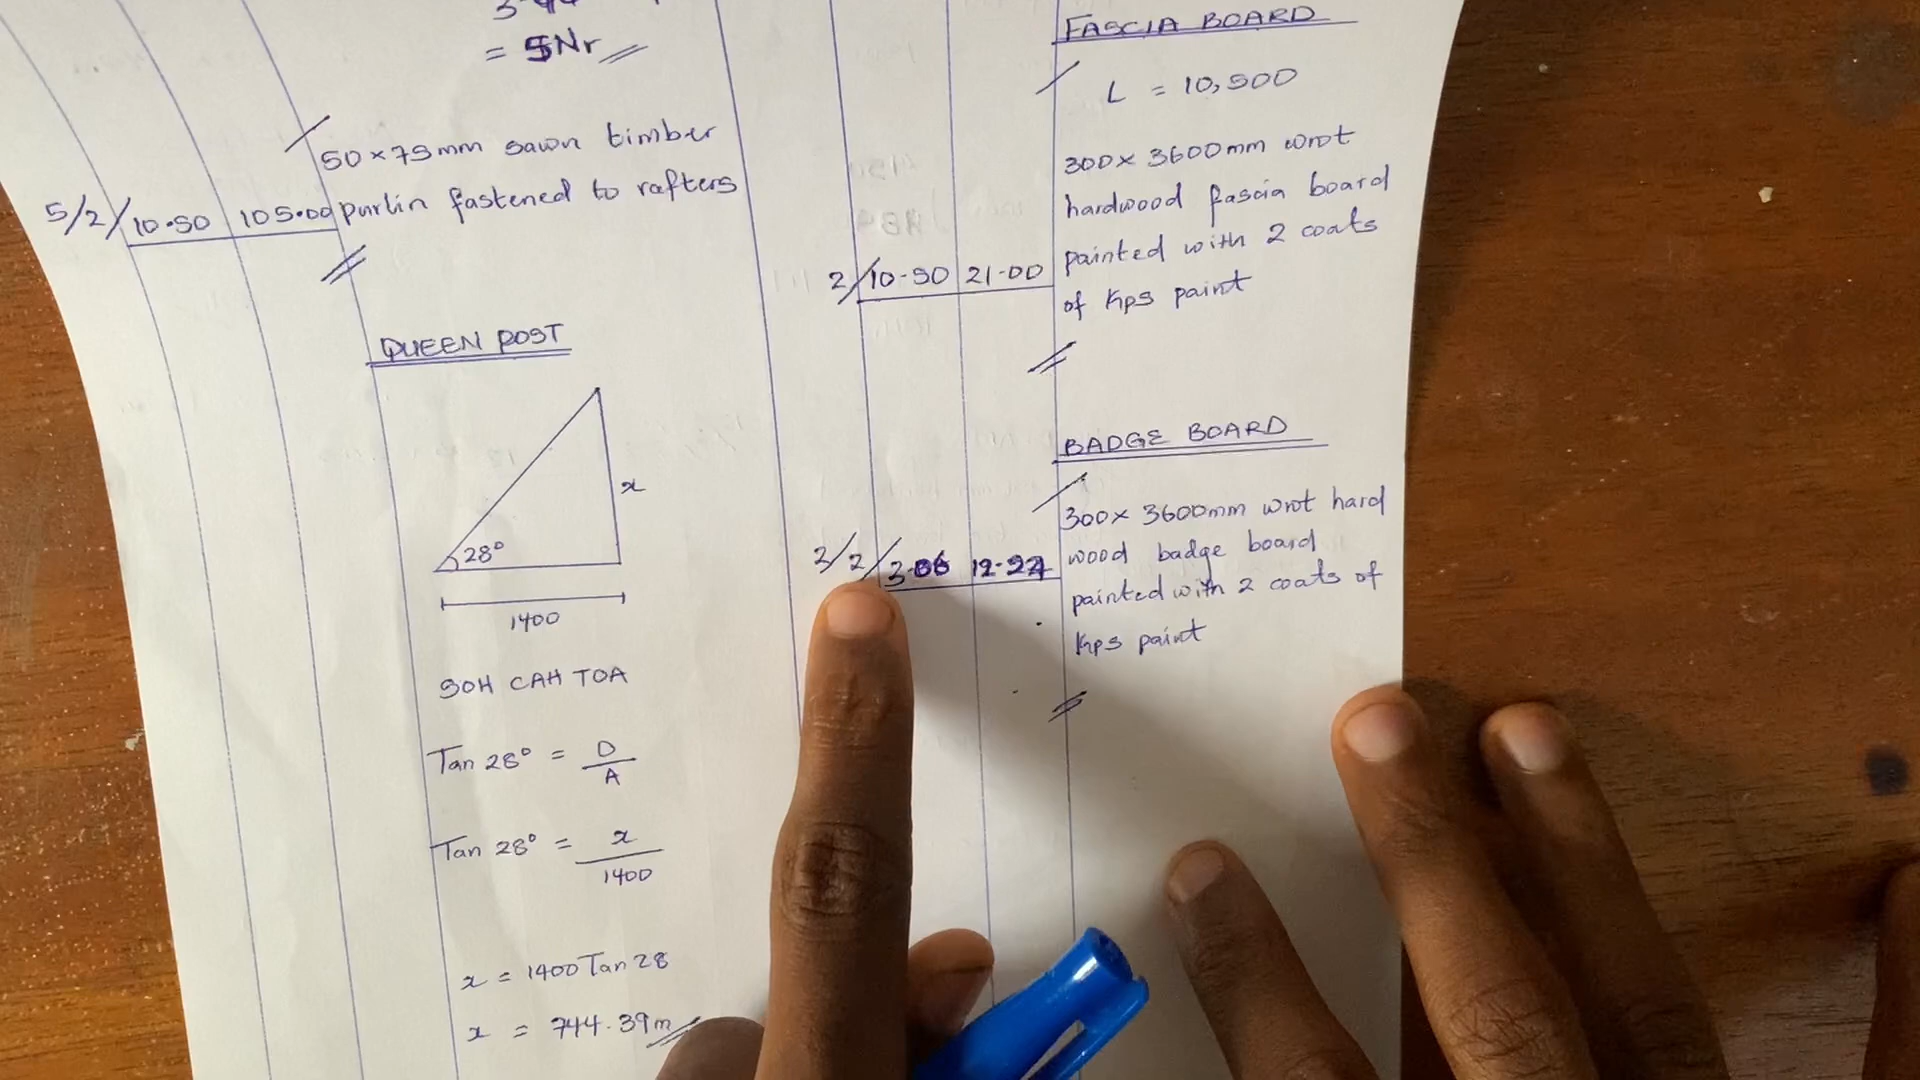 = 5Nr
50 x 75mm sawn timber
5/2/ 10.50 105.00 purlin fastened to rafters
QUEEN POST
x
28°
1400
SOH CAH TOA
Tan 28° = O
A
Tan 28° = x
1400
x = 1400 Tan 28
x = 744.39m
FASCIA BOARD
L = 10,500
300 x 3600mm wrot
hardwood fascia board
painted with 2 coats
2/ 10.50 21.00
of Kps paint
BADGE BOARD
300 x 3600mm wrot hard
2/2/ 3.06 12.24 wood badge board
painted with 2 coats of
Kps paint